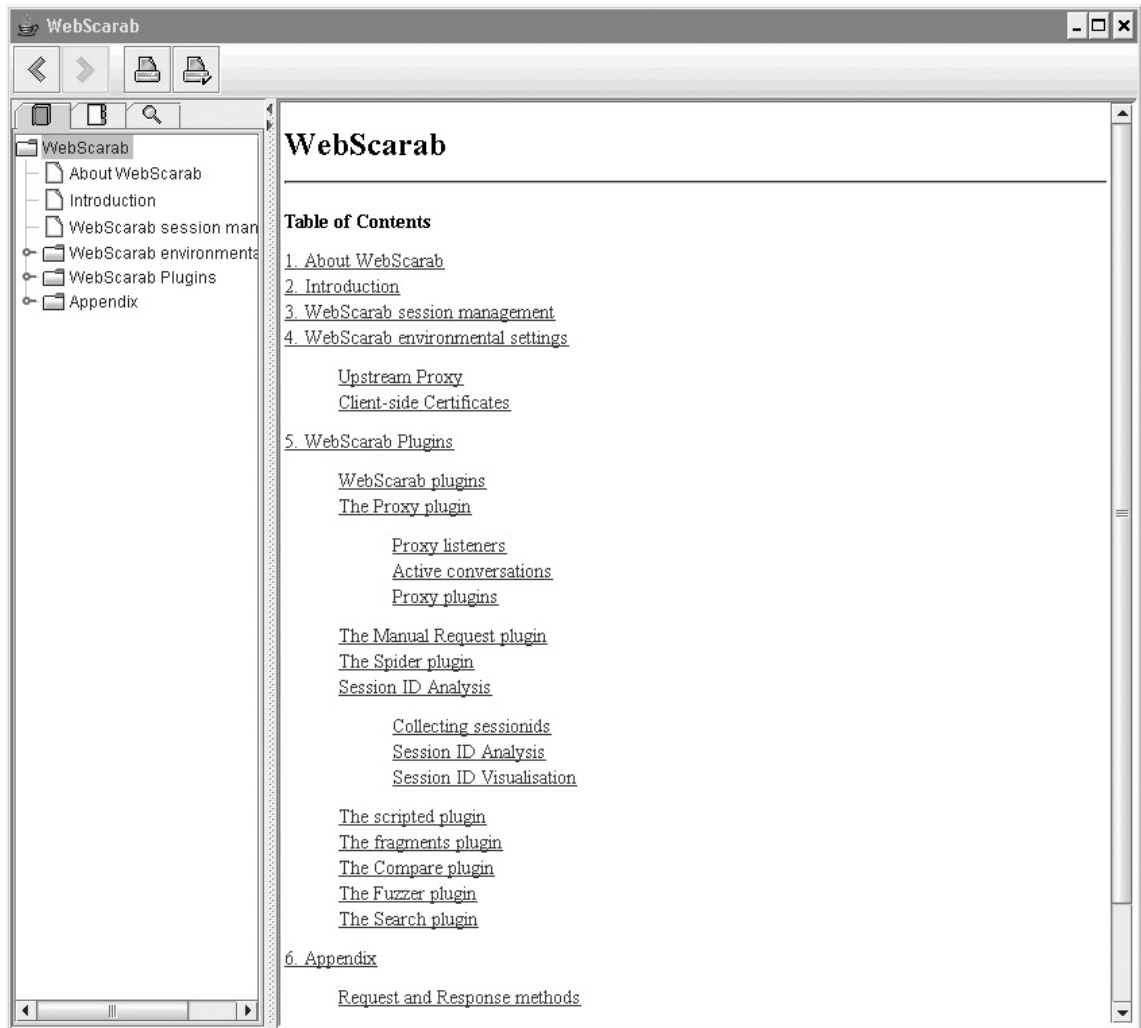 WebScarab
WebScarab
About WebScarab
Introduction
WebScarab session man
WebScarab environmenta
WebScarab Plugins
Appendix
WebScarab
Table of Contents
1. About WebScarab
2. Introduction
3. WebScarab session management
4. WebScarab environmental settings
Upstream Proxy
Client-side Certificates
5. WebScarab Plugins
WebScarab plugins
The Proxy plugin
Proxy listeners
Active conversations
Proxy plugins
The Manual Request plugin
The Spider plugin
Session ID Analysis
Collecting sessionids
Session ID Analysis
Session ID Visualisation
The scripted plugin
The fragments plugin
The Compare plugin
The Fuzzer plugin
The Search plugin
6. Appendix
Request and Response methods